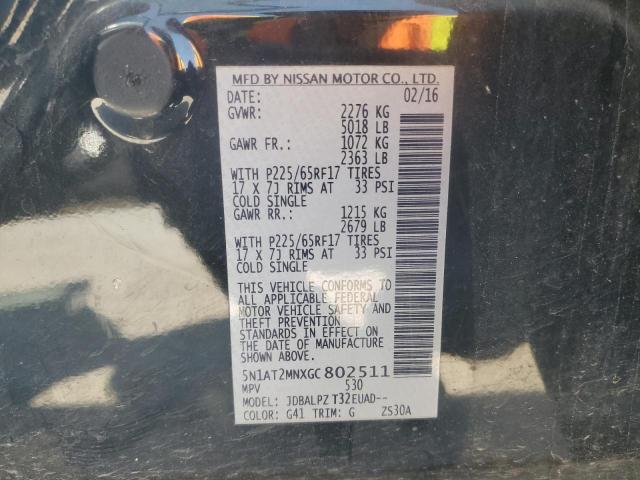 MFD BY NISSAN MOTOR CO., LTD.
DATE: 02/16
GVWR: 2276 KG
5018 LB
GAWR FR.: 1072 KG
2363 LB
WITH P225/65RF17 TIRES
17 X 7J RIMS AT 33 PSI
COLD SINGLE
GAWR RR.: 1215 KG
2679 LB
WITH P225/65RF17 TIRES
17 X 7J RIMS AT 33 PSI
COLD SINGLE
THIS VEHICLE CONFORMS TO
ALL APPLICABLE FEDERAL
MOTOR VEHICLE SAFETY AND
THEFT PREVENTION
STANDARDS IN EFFECT ON
THE DATE OF MANUFACTURE
SHOWN ABOVE.
5N1AT2MNXGC802511
MPV 530
MODEL: JDBALPZ T32EUAD--
COLOR: G41 TRIM: G ZS30A